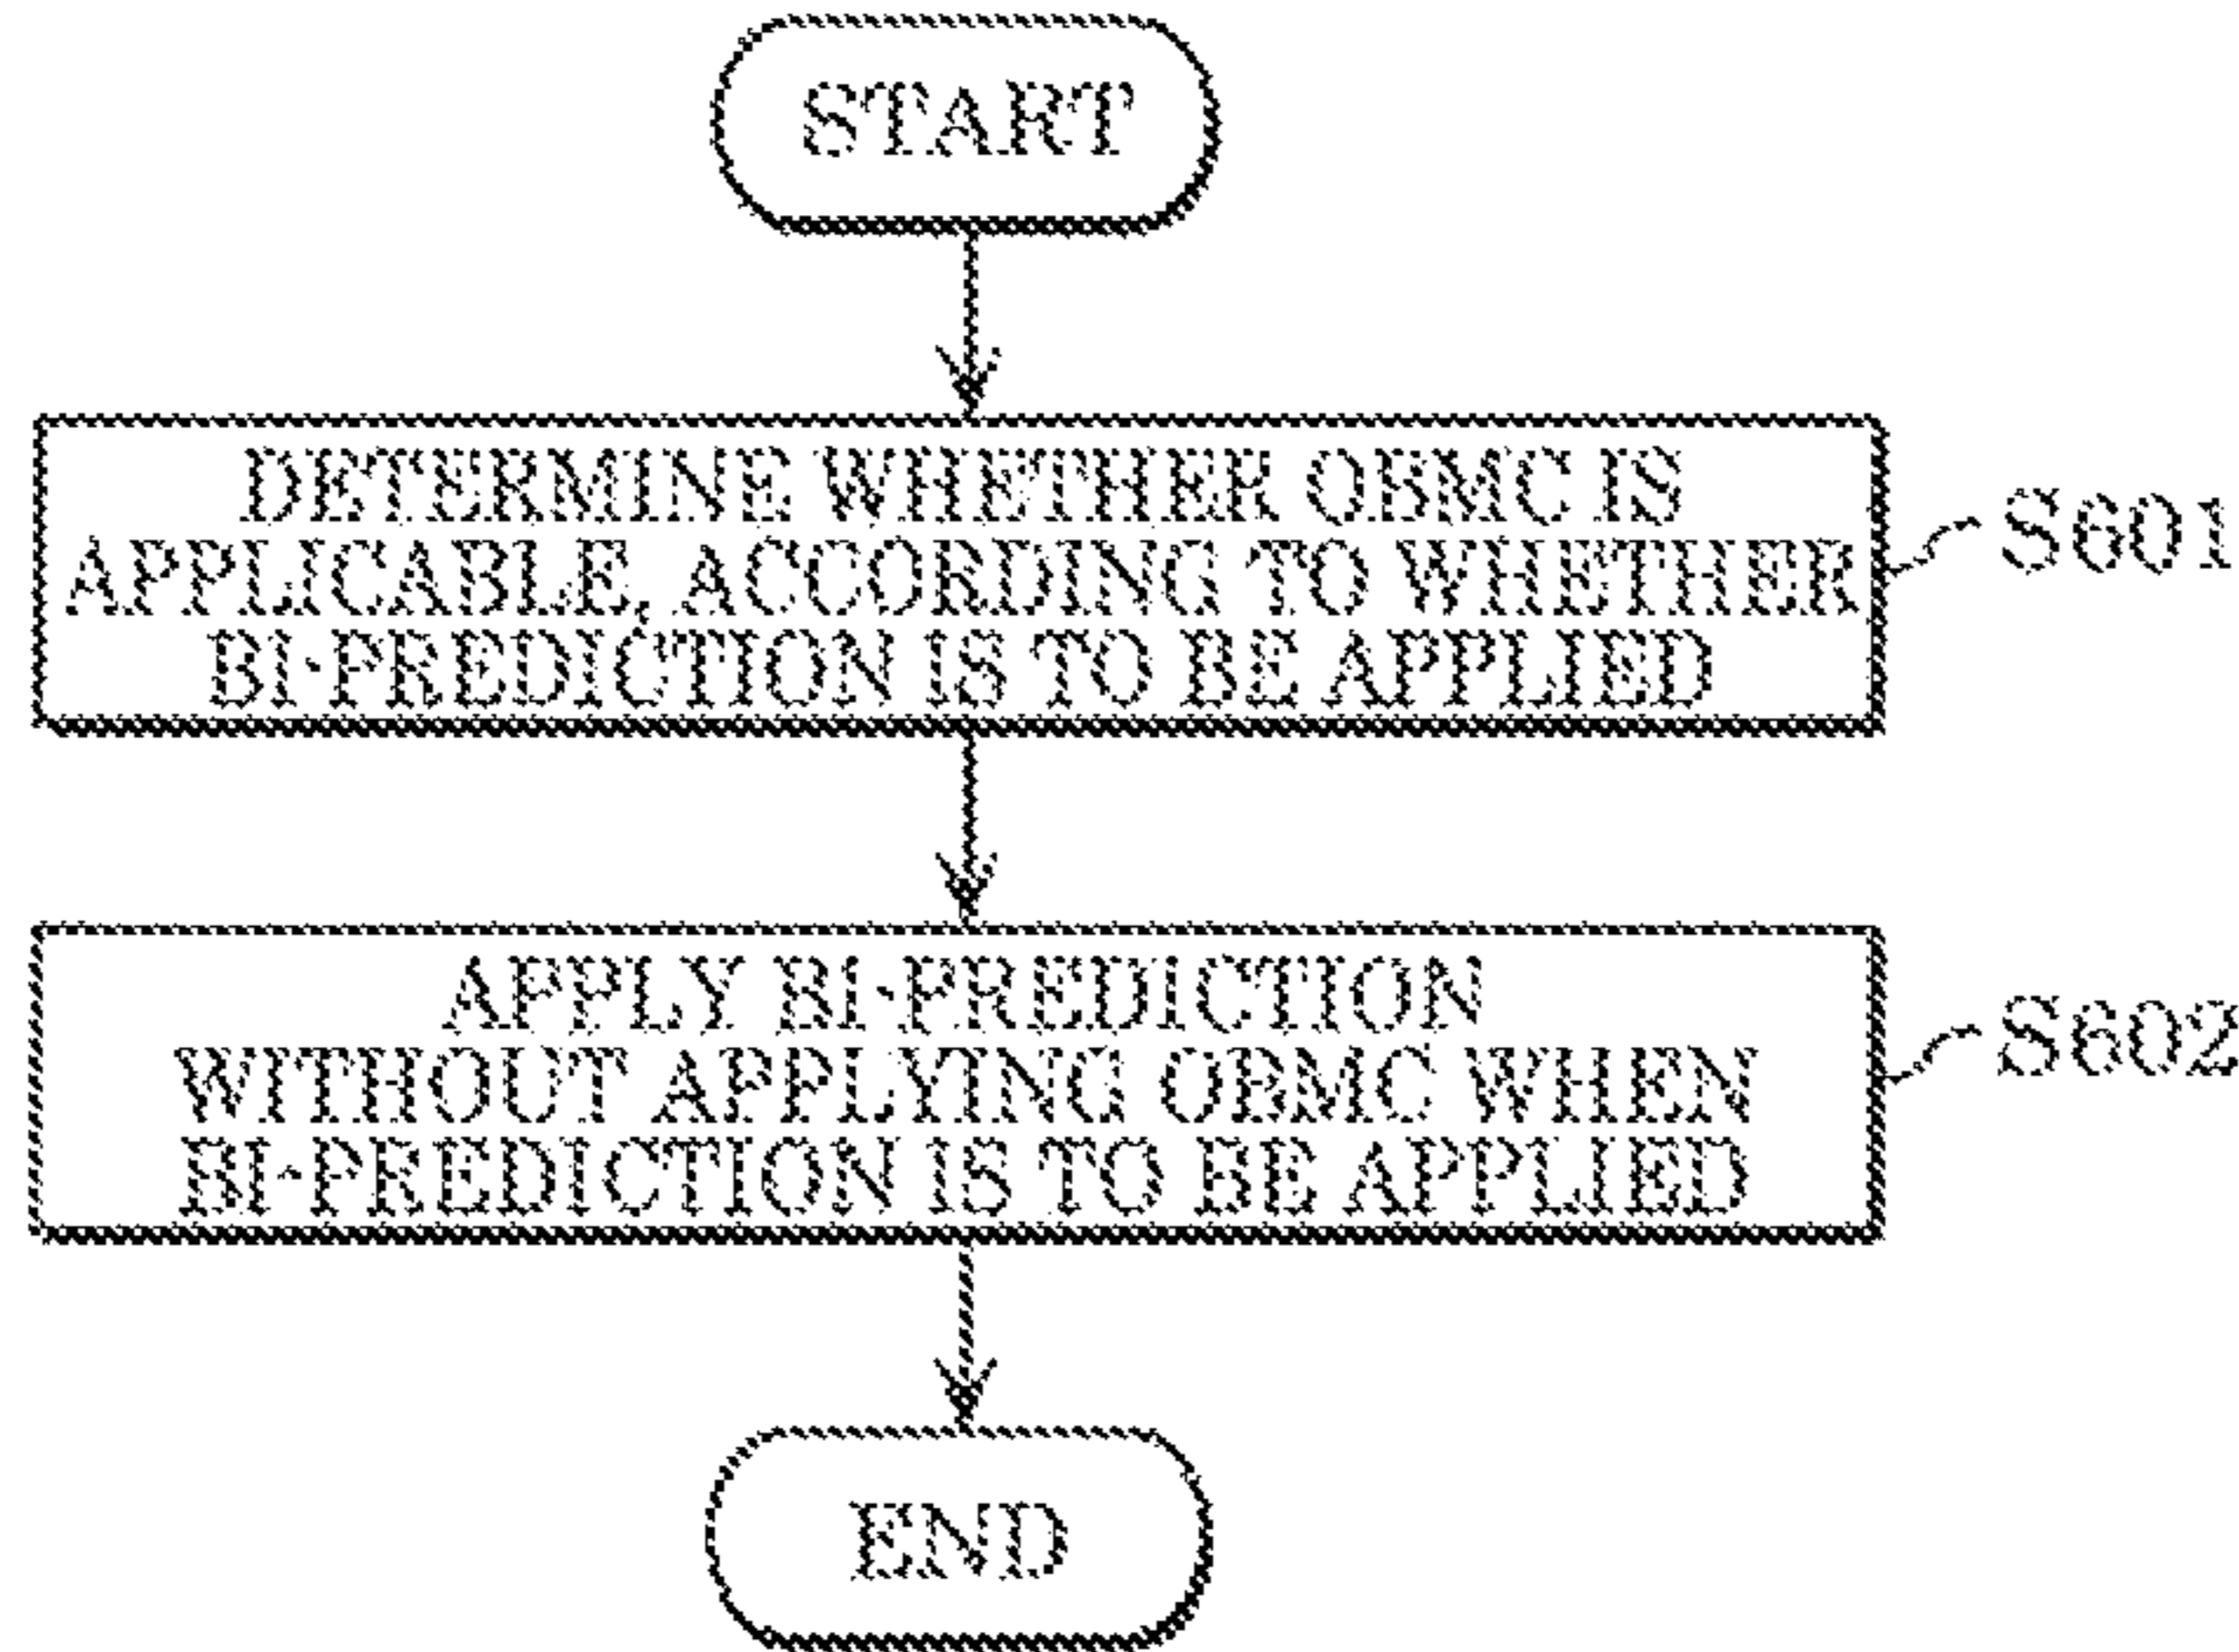 START
DETERMINE WHETHER OBMC IS
APPLICABLE, ACCORDING TO WHETHER
BI-PREDICTION IS TO BE APPLIED
S601
APPLY BI-PREDICTION
WITHOUT APPLYING OBMC WHEN
BI-PREDICTION IS TO BE APPLIED
S602
END